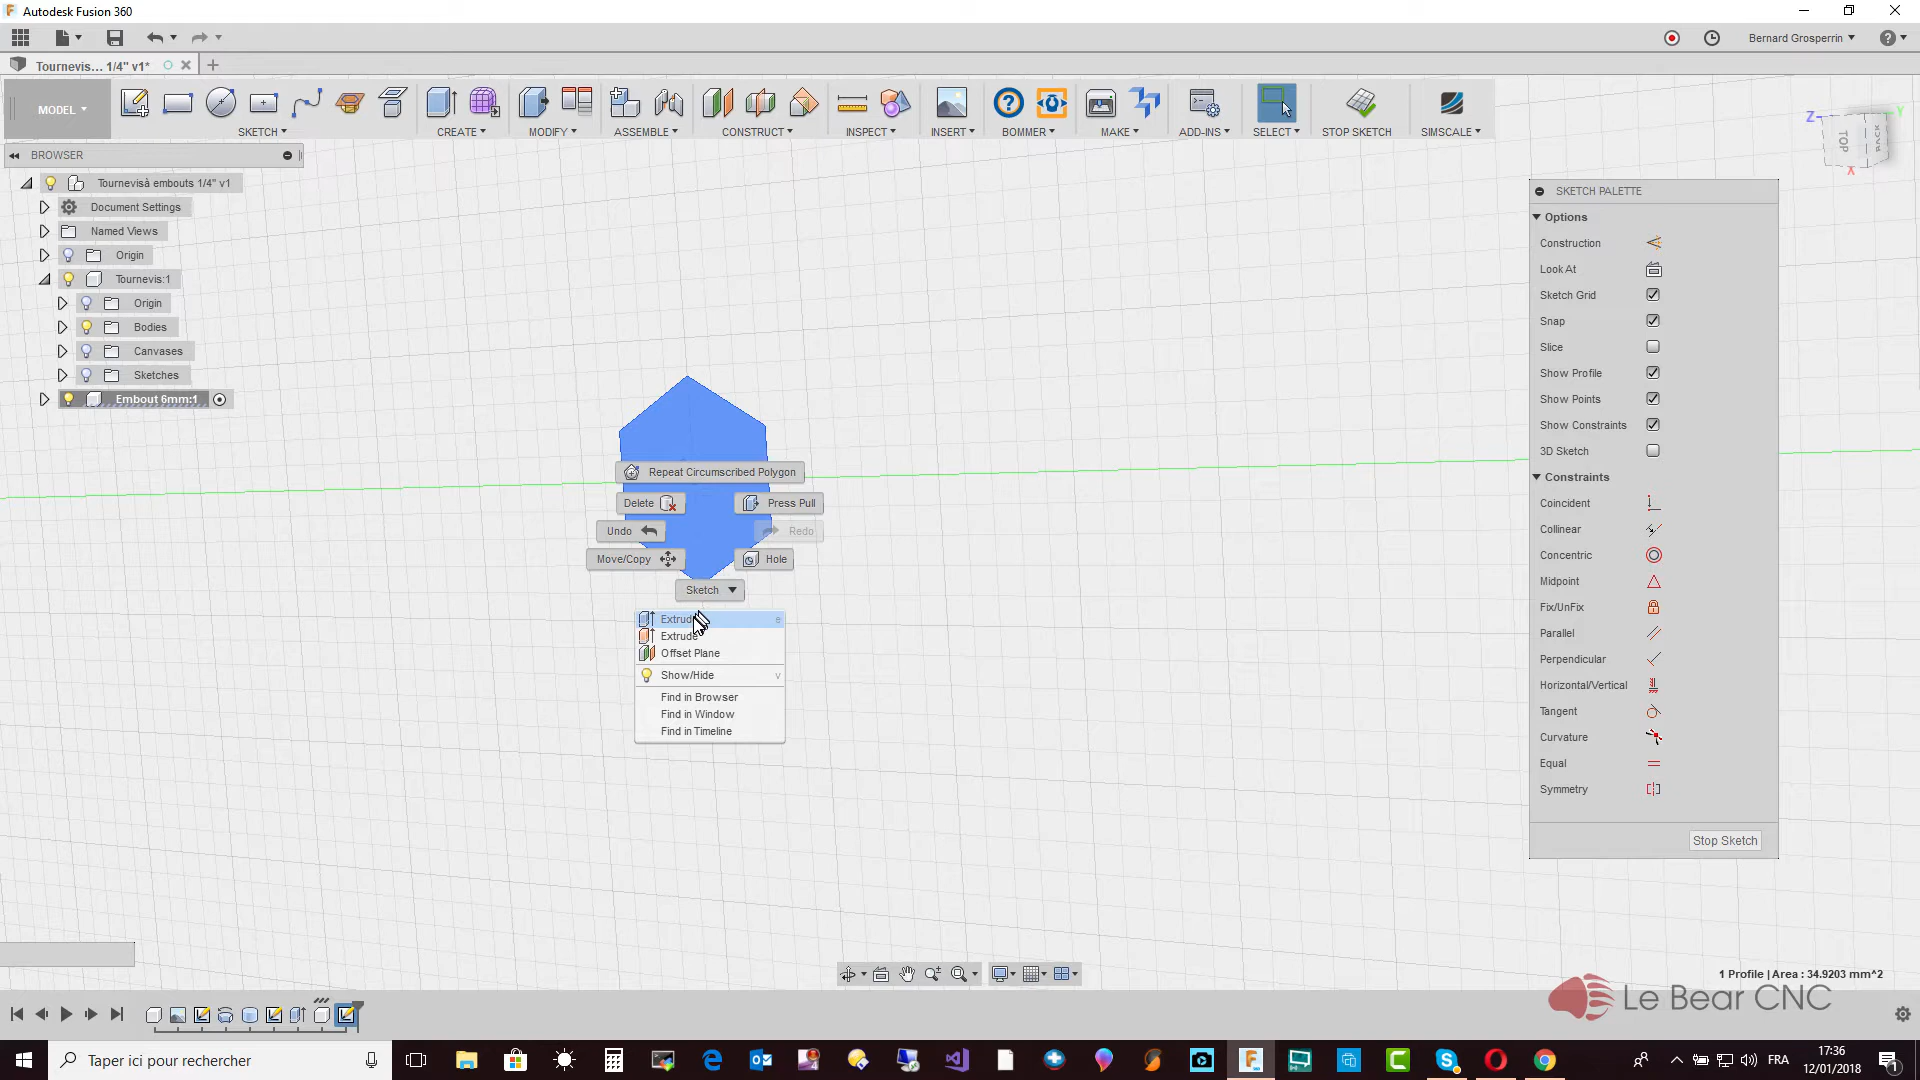 Autodesk Fusion 360
Bernard Grosperrin
Tournevis... 1/4" v1*
MODEL
SKETCH
CREATE
MODIFY
ASSEMBLE
CONSTRUCT
INSPECT
INSERT
BOMMER
MAKE
ADD-INS
SELECT
STOP SKETCH
SIMSCALE
BROWSER
Tournevisà embouts 1/4" v1
Document Settings
Named Views
Origin
Tournevis:1
Origin
Bodies
Canvases
Sketches
Embout 6mm:1
Z
Y
X
TOP
BACK
Repeat Circumscribed Polygon
Delete
Press Pull
Undo
Redo
Move/Copy
Hole
Sketch
Extrude e
Extrude
Offset Plane
Show/Hide v
Find in Browser
Find in Window
Find in Timeline
SKETCH PALETTE
Options
Construction
Look At
Sketch Grid
Snap
Slice
Show Profile
Show Points
Show Constraints
3D Sketch
Constraints
Coincident
Collinear
Concentric
Midpoint
Fix/UnFix
Parallel
Perpendicular
Horizontal/Vertical
Tangent
Curvature
Equal
Symmetry
Stop Sketch
1 Profile | Area : 34.9203 mm^2
Le Bear CNC
Taper ici pour rechercher
FRA
17:36
12/01/2018
1